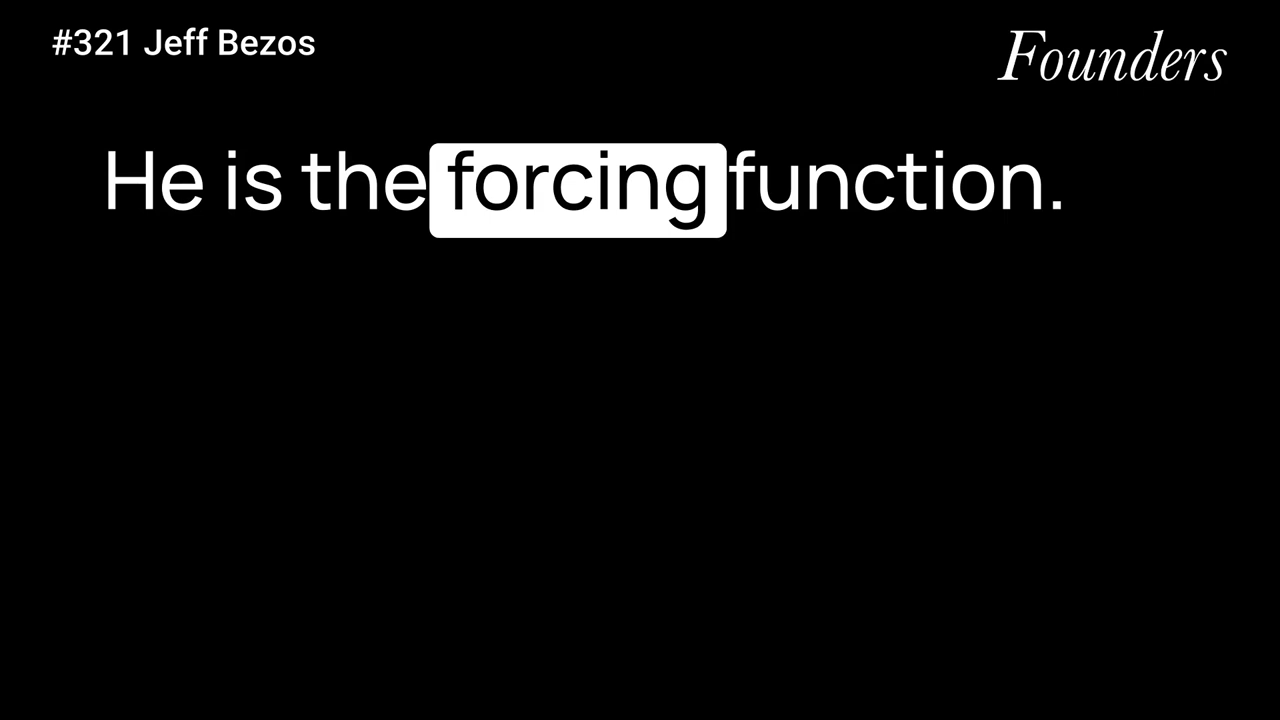 #321 Jeff Bezos
Founders
He is the forcing function.